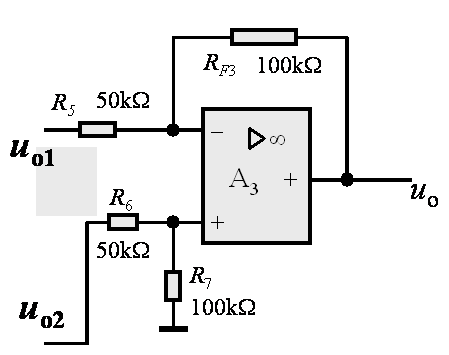 R_F3 100kΩ
R_5 50kΩ
− ▷ ∞
u_o1
A_3 +
u_o
R_6
+
50kΩ
R_7
100kΩ
u_o2